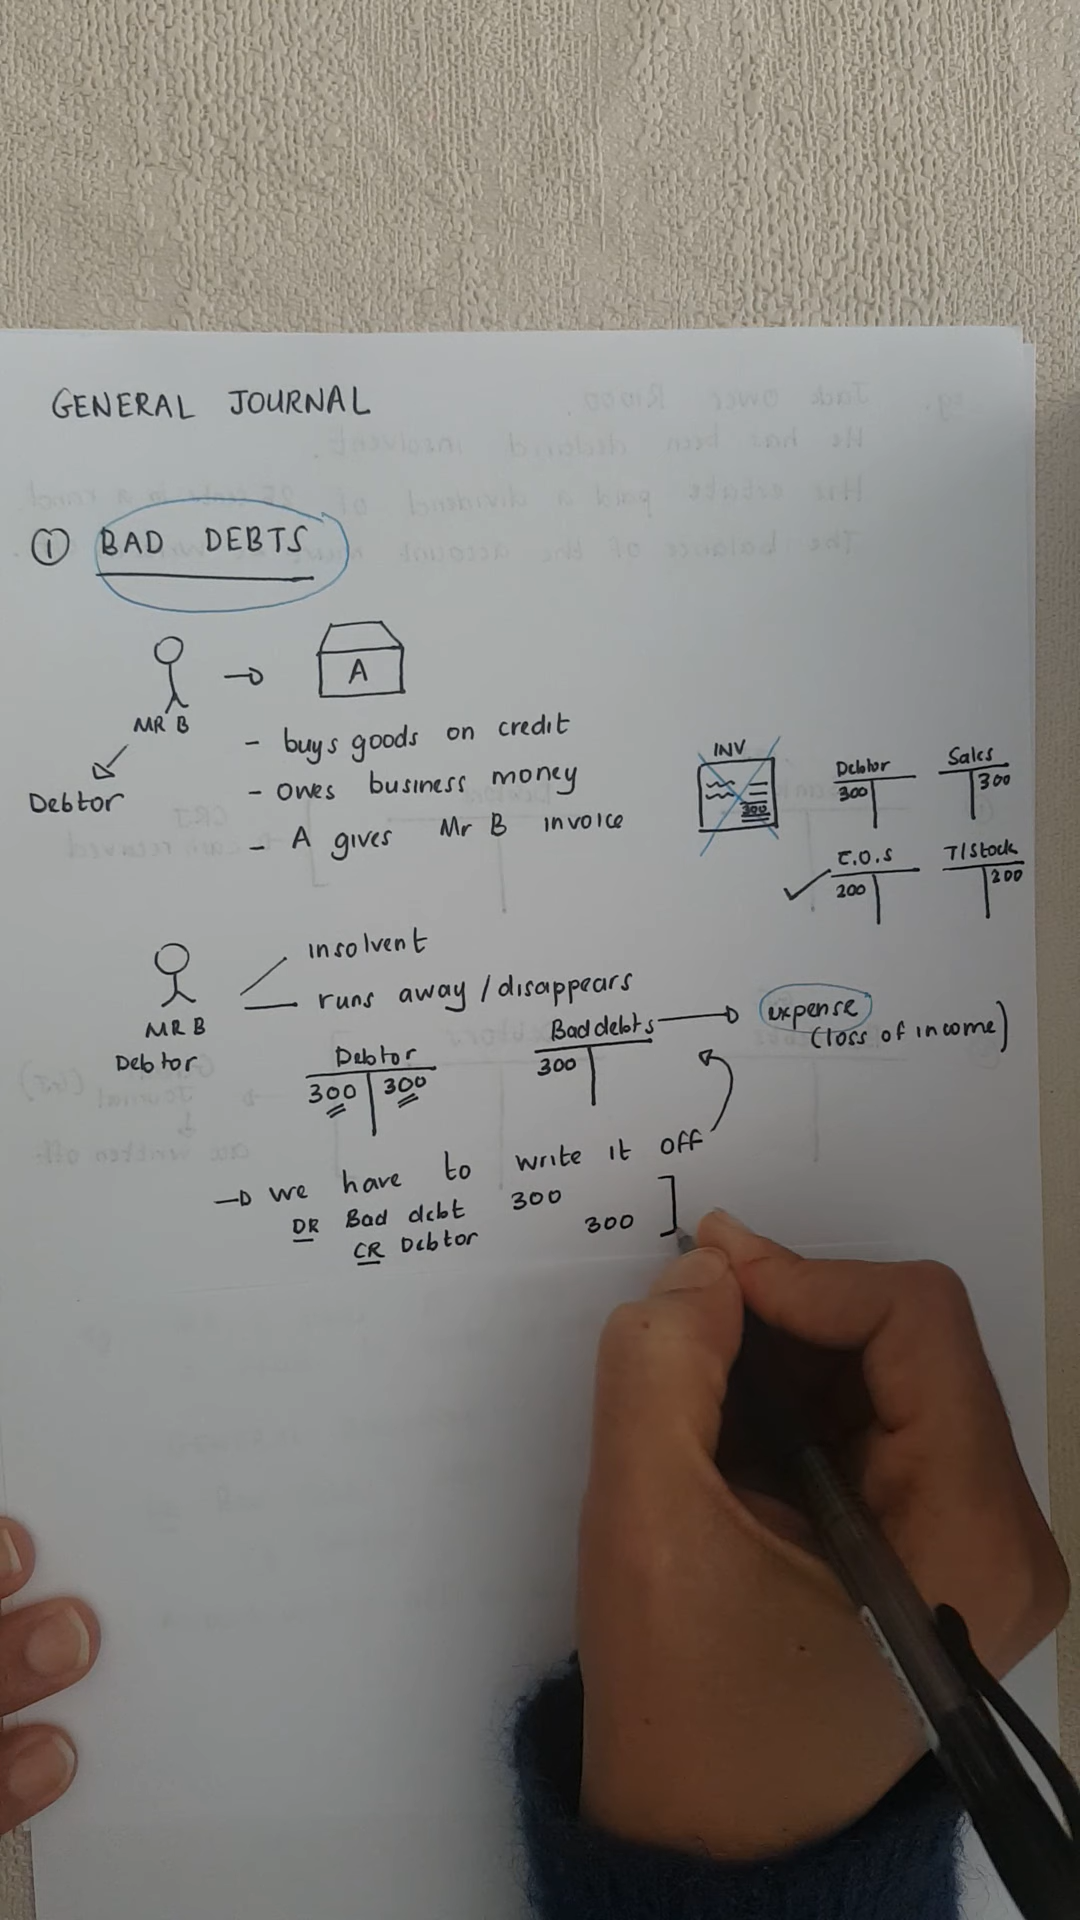 GENERAL JOURNAL
① BAD DEBTS
A
MR B
Debtor
- buys goods on credit
- owes business money
- A gives Mr B invoice
INV
300
Debtor
300
Sales
300
C.O.S
200
T/Stock
200
insolvent
runs away / disappears
MR B
Debtor
Debtor
300 300
Bad debts
300
expense
(loss of income)
we have to write it off
DR Bad debt 300
CR Debtor 300